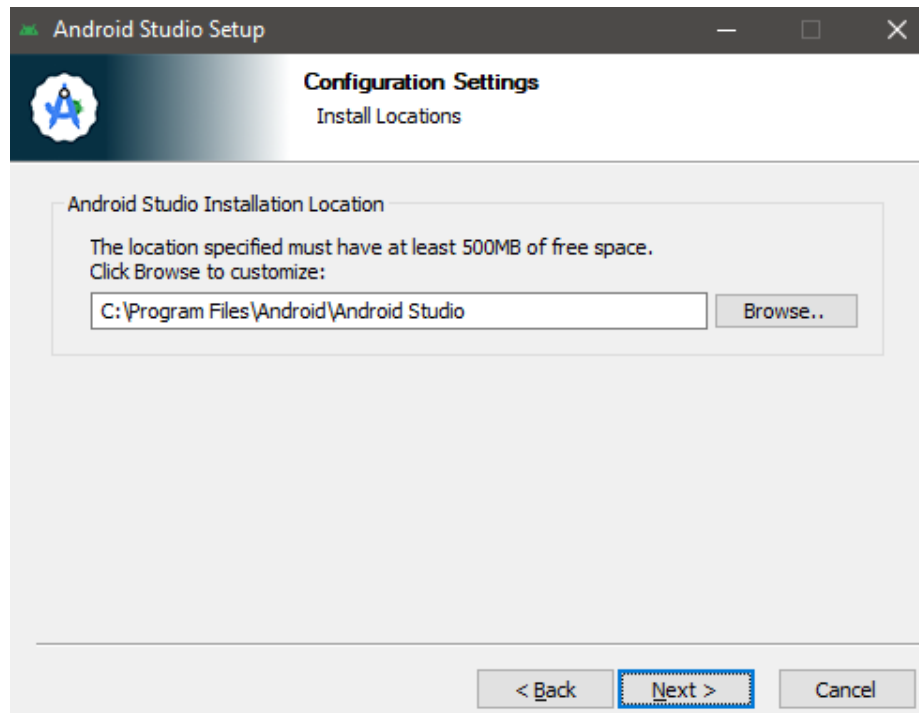 Android Studio Setup
Configuration Settings
Install Locations
Android Studio Installation Location
The location specified must have at least 500MB of free space.
Click Browse to customize:
C:\Program Files\Android\Android Studio
Browse..
< Back
Next >
Cancel